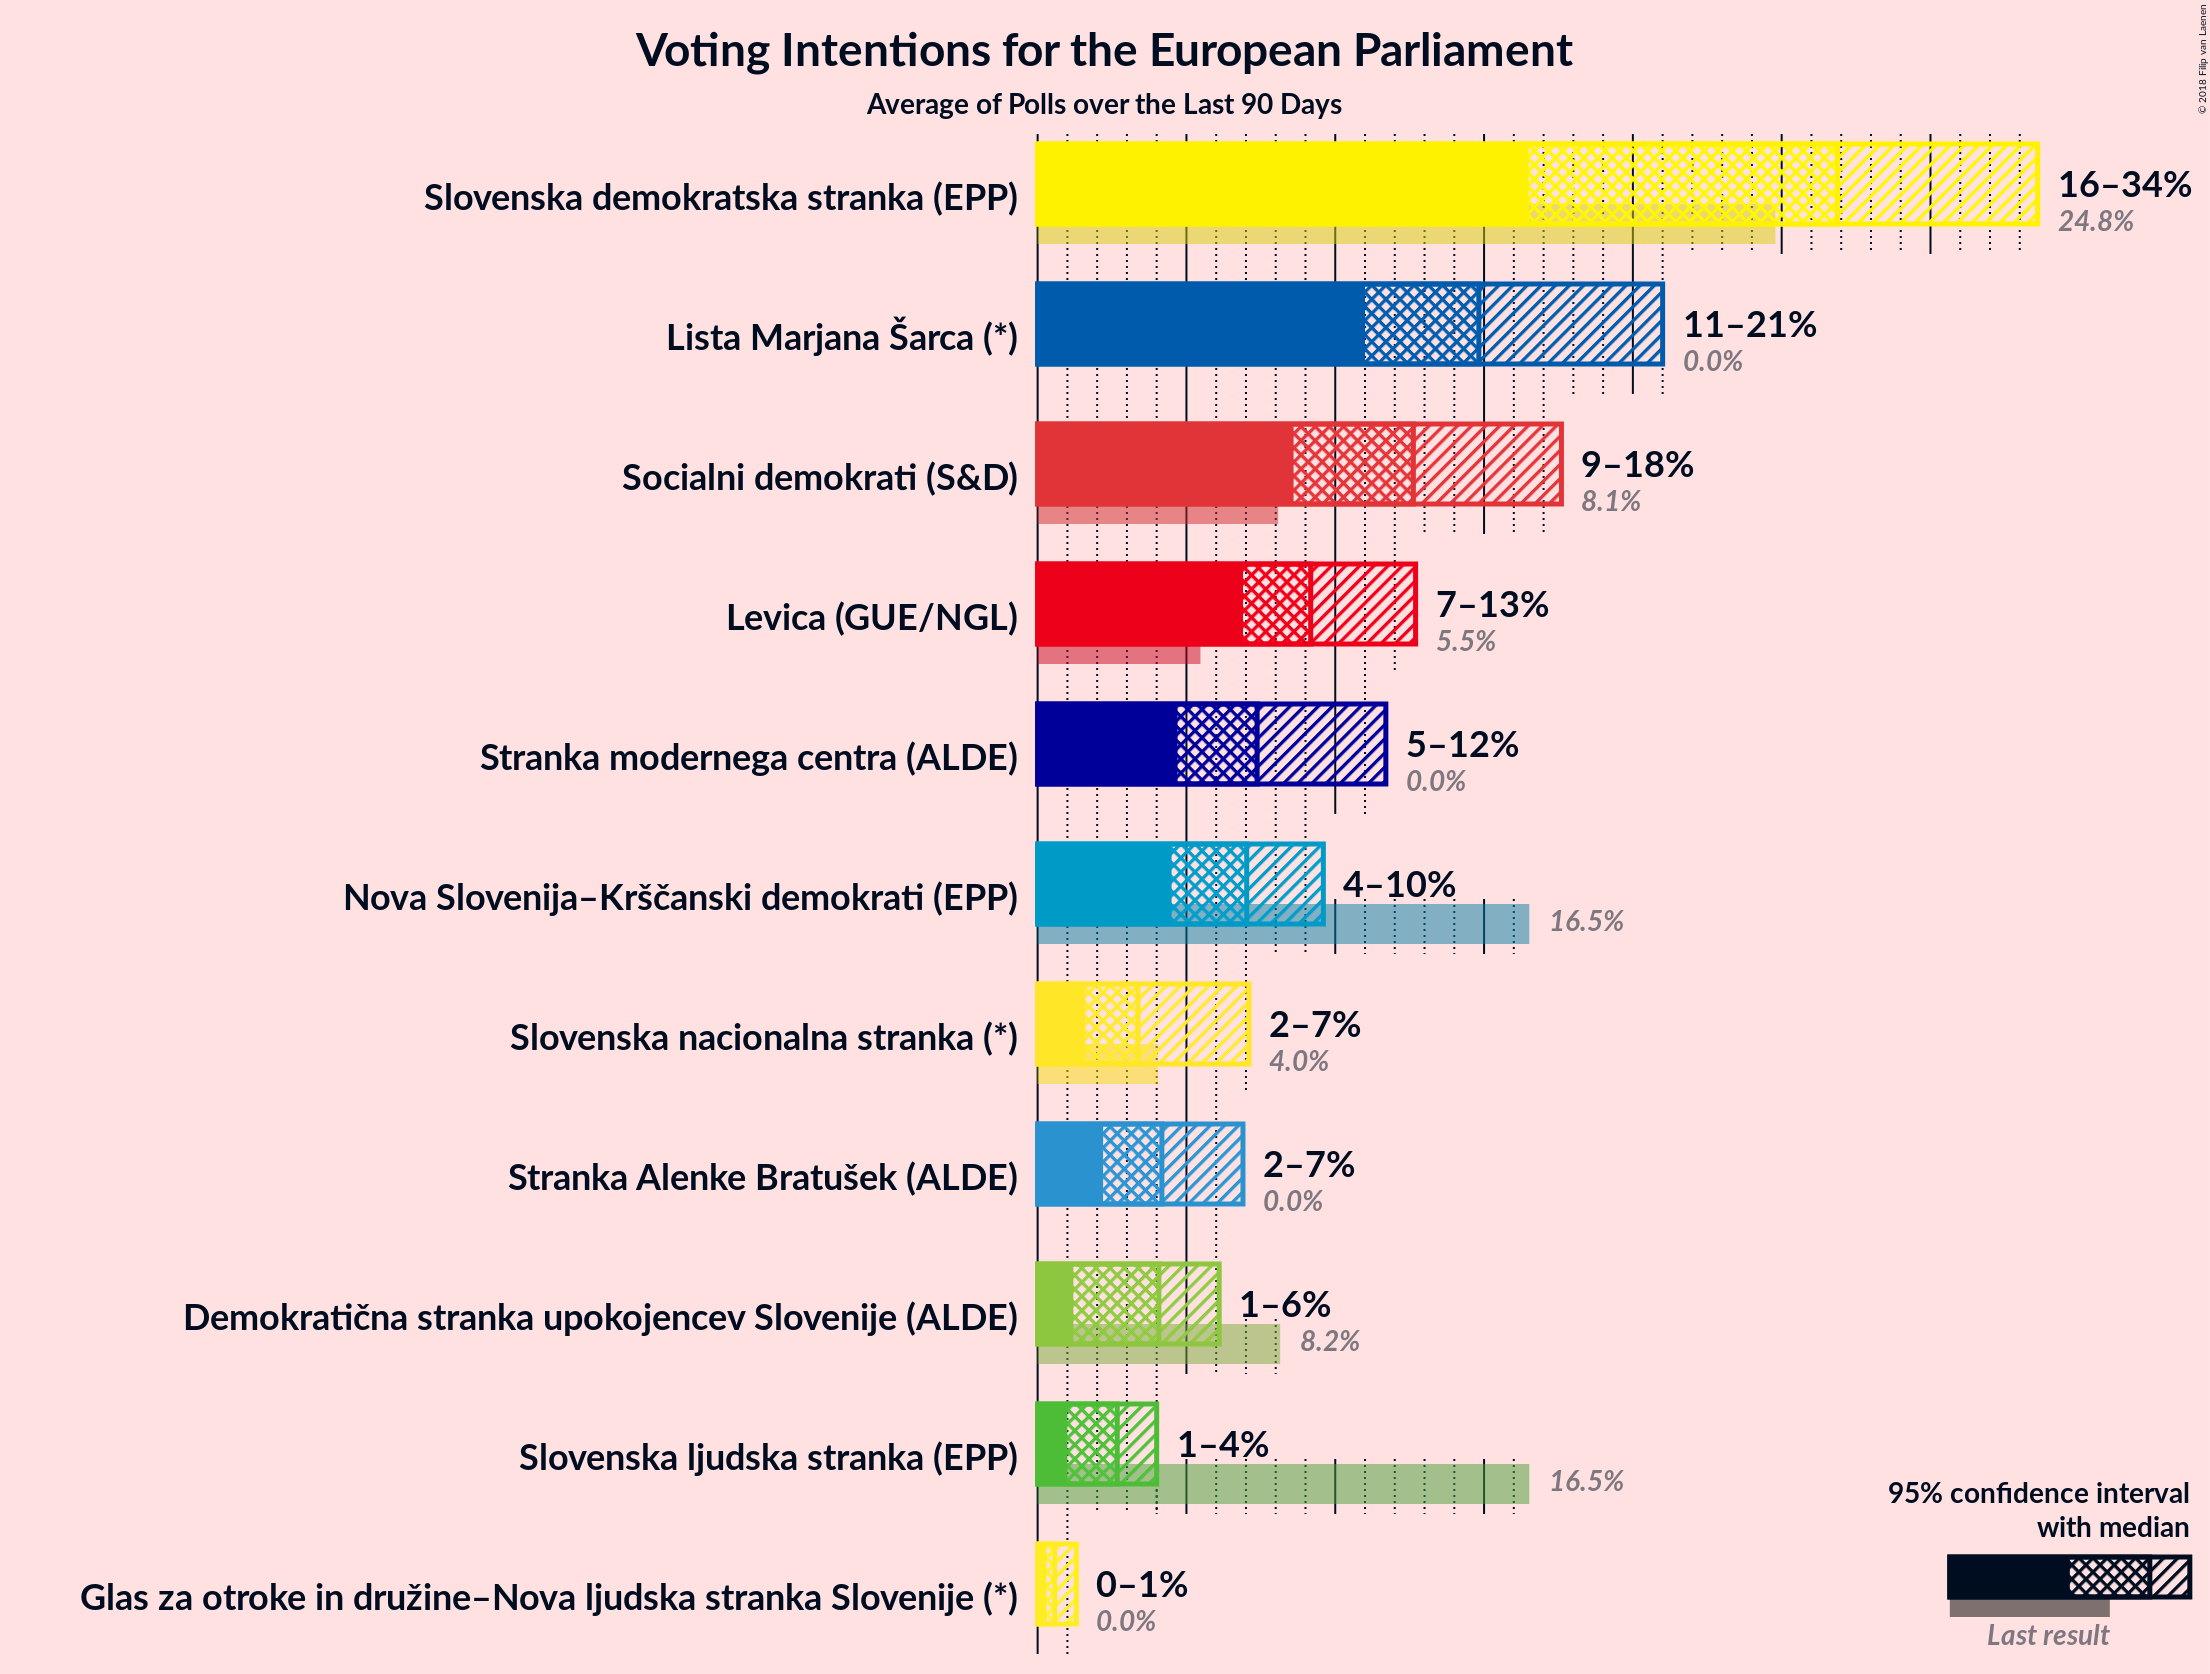 Voting Intentions for the European Parliament
Average of Polls over the Last 90 Days
© 2018 Filip van Laenen
Slovenska demokratska stranka (EPP)
16–34%
24.8%
Lista Marjana Šarca (*)
11–21%
0.0%
Socialni demokrati (S&D)
9–18%
8.1%
Levica (GUE/NGL)
7–13%
5.5%
Stranka modernega centra (ALDE)
5–12%
0.0%
Nova Slovenija–Krščanski demokrati (EPP)
4–10%
16.5%
Slovenska nacionalna stranka (*)
2–7%
4.0%
Stranka Alenke Bratušek (ALDE)
2–7%
0.0%
Demokratična stranka upokojencev Slovenije (ALDE)
1–6%
8.2%
Slovenska ljudska stranka (EPP)
1–4%
16.5%
Glas za otroke in družine–Nova ljudska stranka Slovenije (*)
0–1%
0.0%
95% confidence interval
with median
Last result